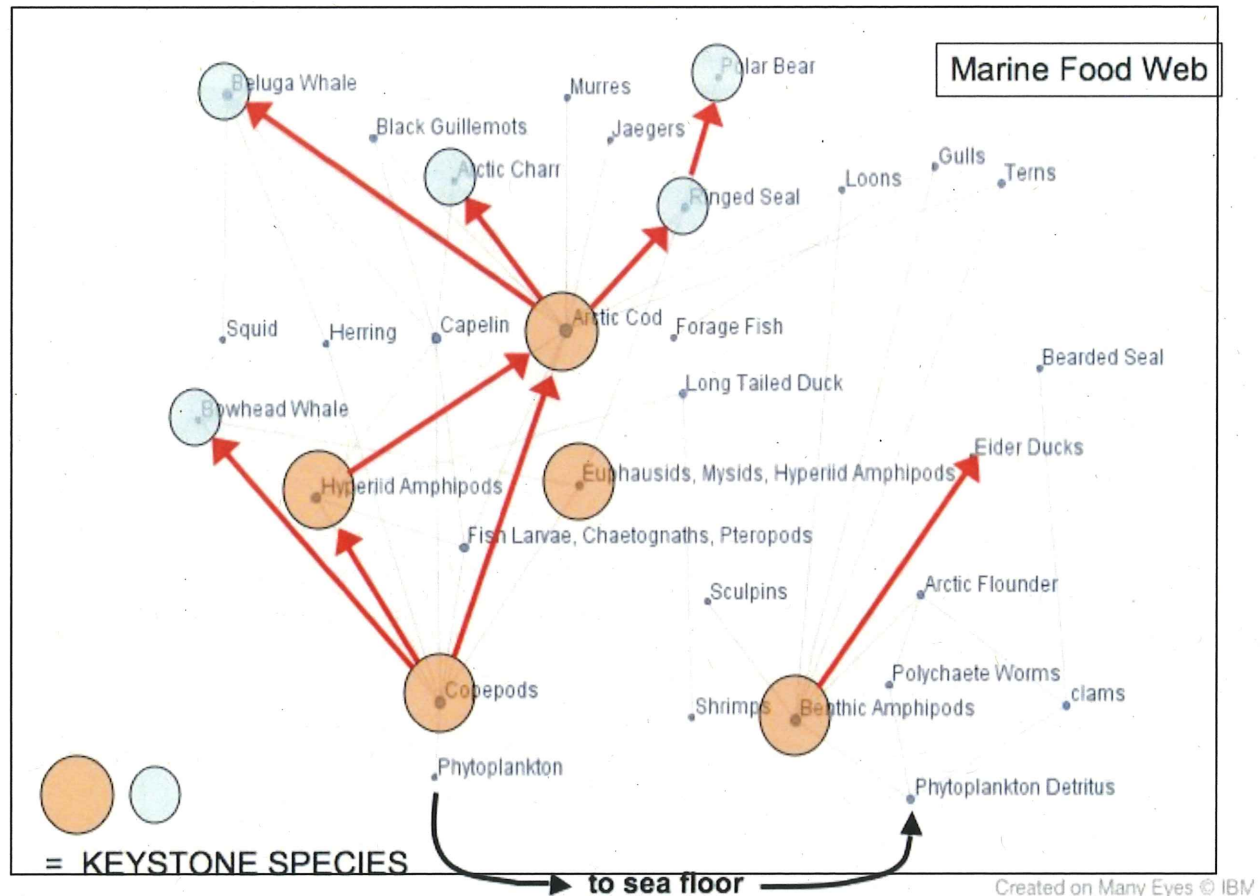 Marine Food Web
Polar Bear
Beluga Whale
Murres
Black Guillemots
Jaegers
Arctic Charr
Gulls
Terns
Loons
Ringed Seal
Arctic Cod
Squid
Herring
Capelin
Forage Fish
Bearded Seal
Long Tailed Duck
Bowhead Whale
Eider Ducks
Hyperiid Amphipods
Euphausids, Mysids, Hyperiid Amphipods
Fish Larvae, Chaetognaths, Pteropods
Sculpins
Arctic Flounder
Polychaete Worms
Copepods
Shrimps
Benthic Amphipods
clams
Phytoplankton
Phytoplankton Detritus
= KEYSTONE SPECIES
to sea floor
Created on Many Eyes © IBM